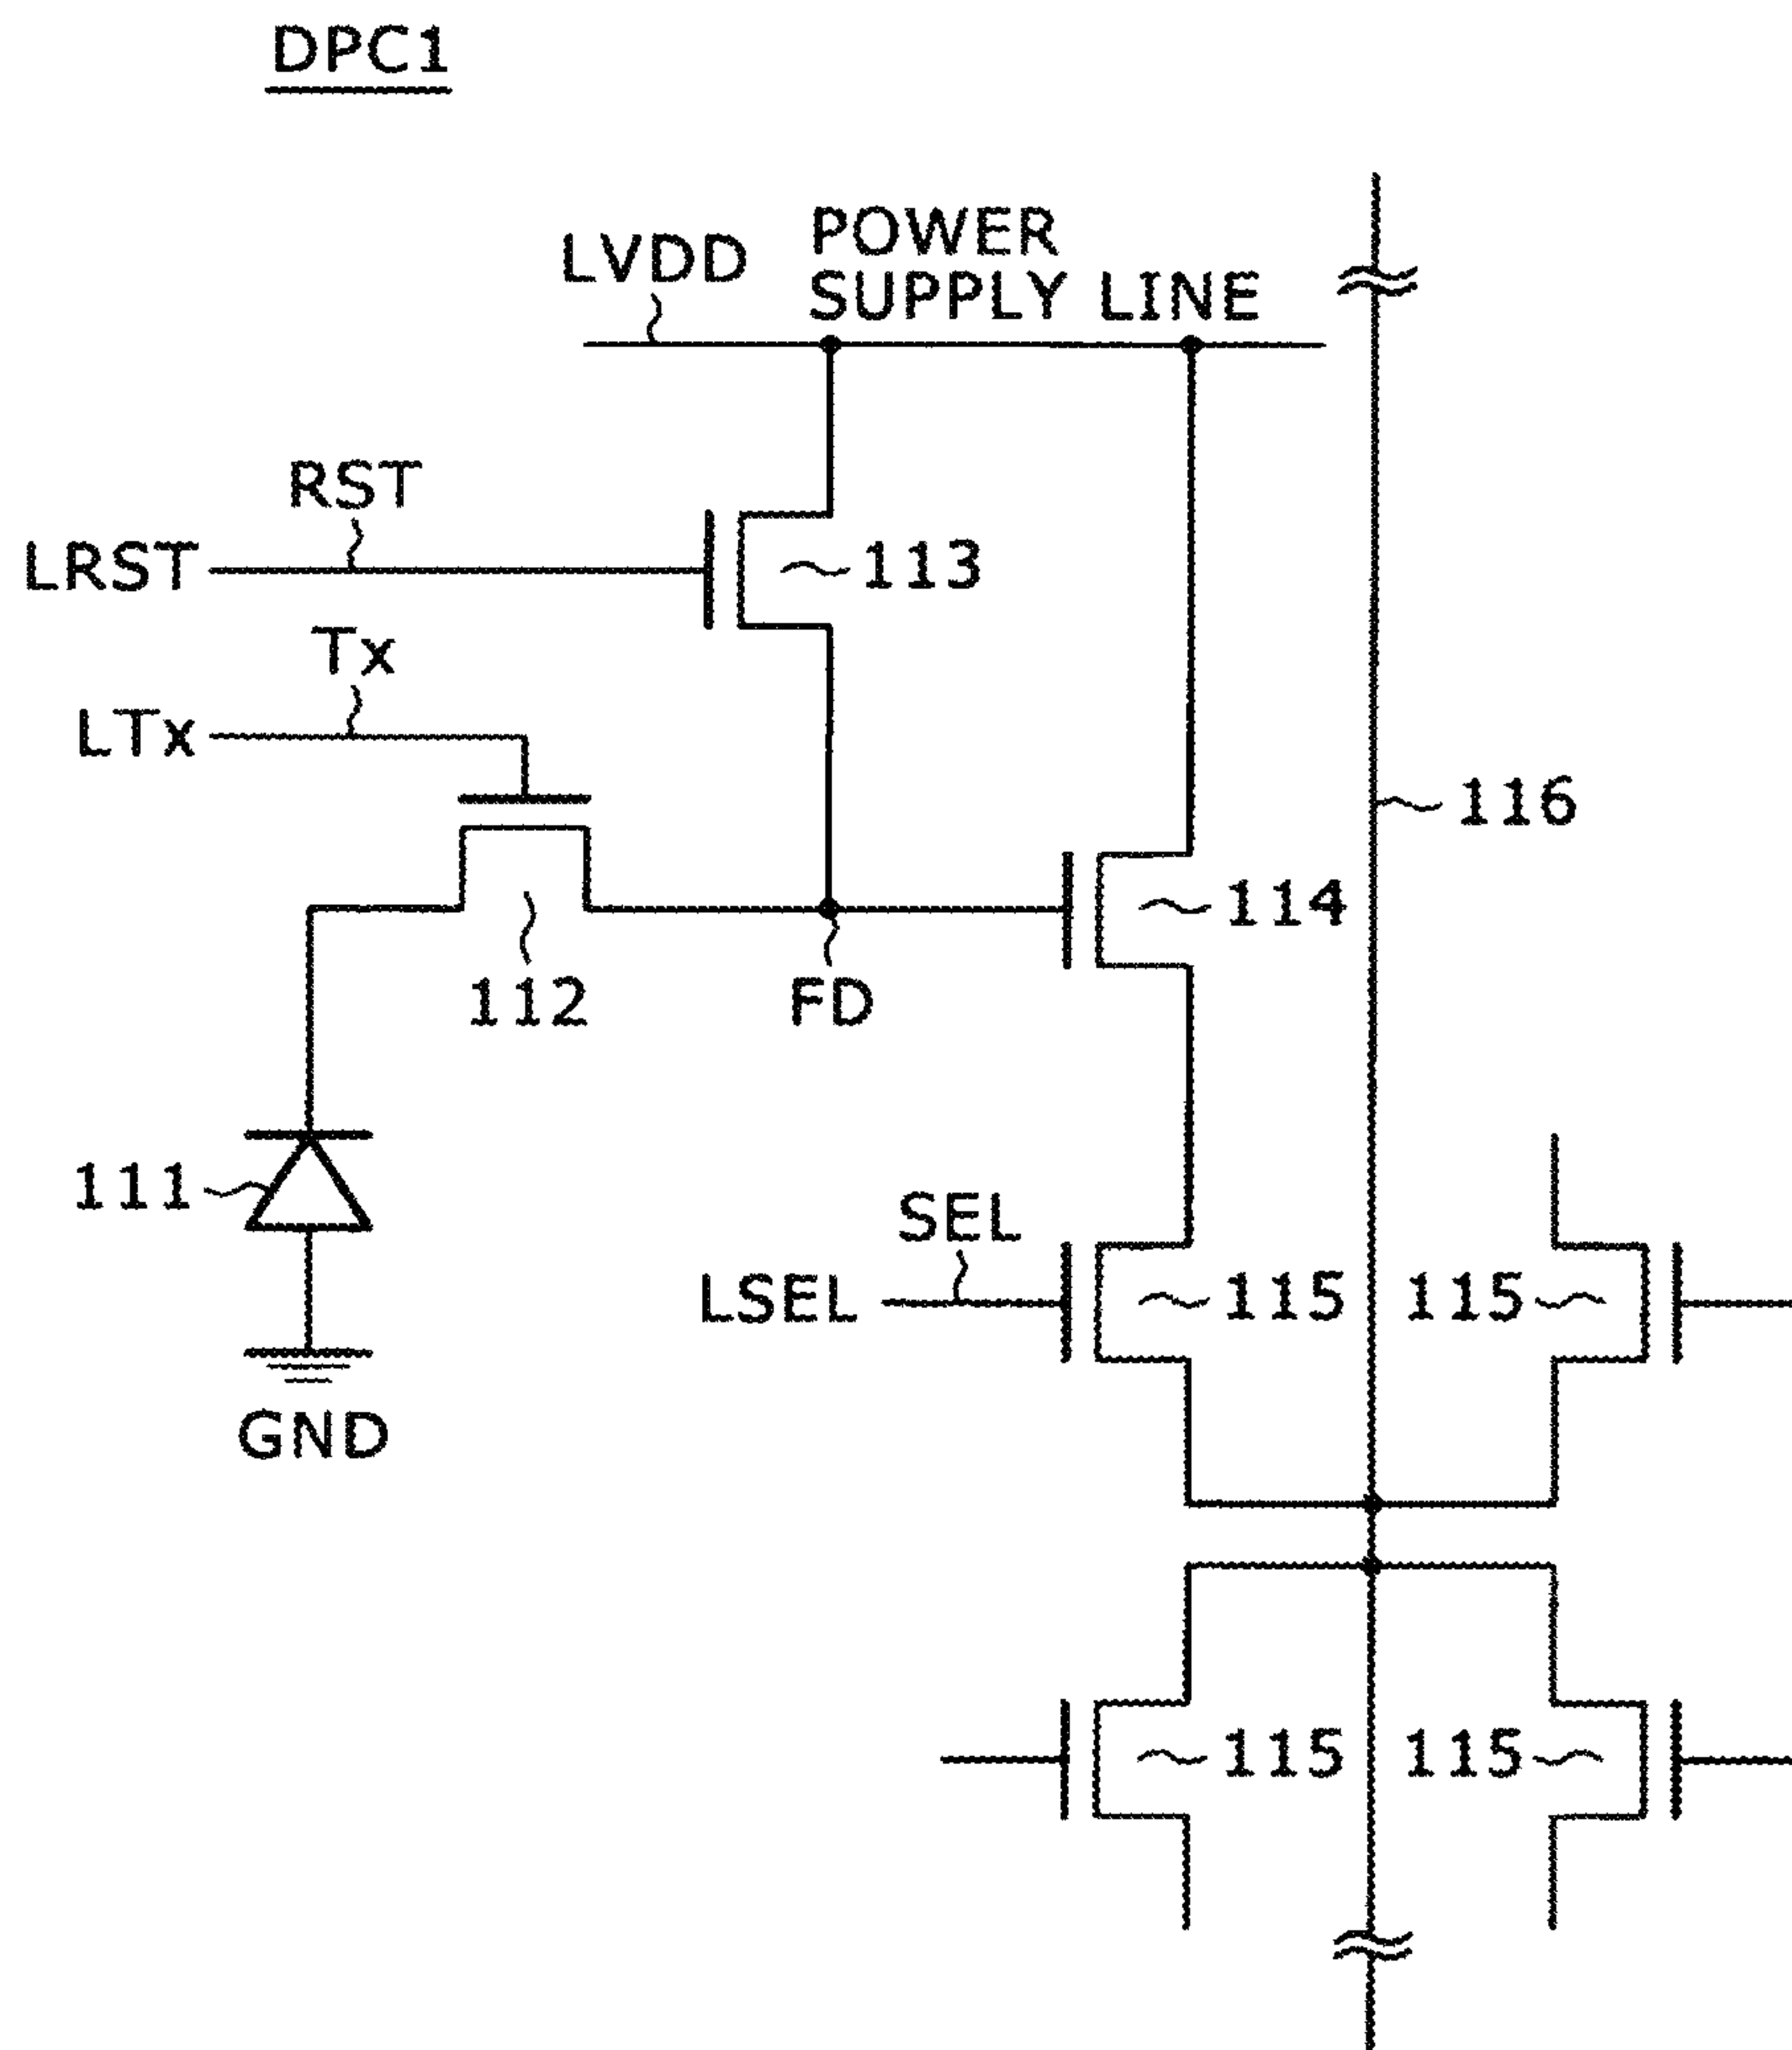 DPC1
LVDD
POWER
SUPPLY LINE
RST
LRST
113
Tx
LTx
116
114
112
FD
111
SEL
LSEL
115
115
GND
115
115